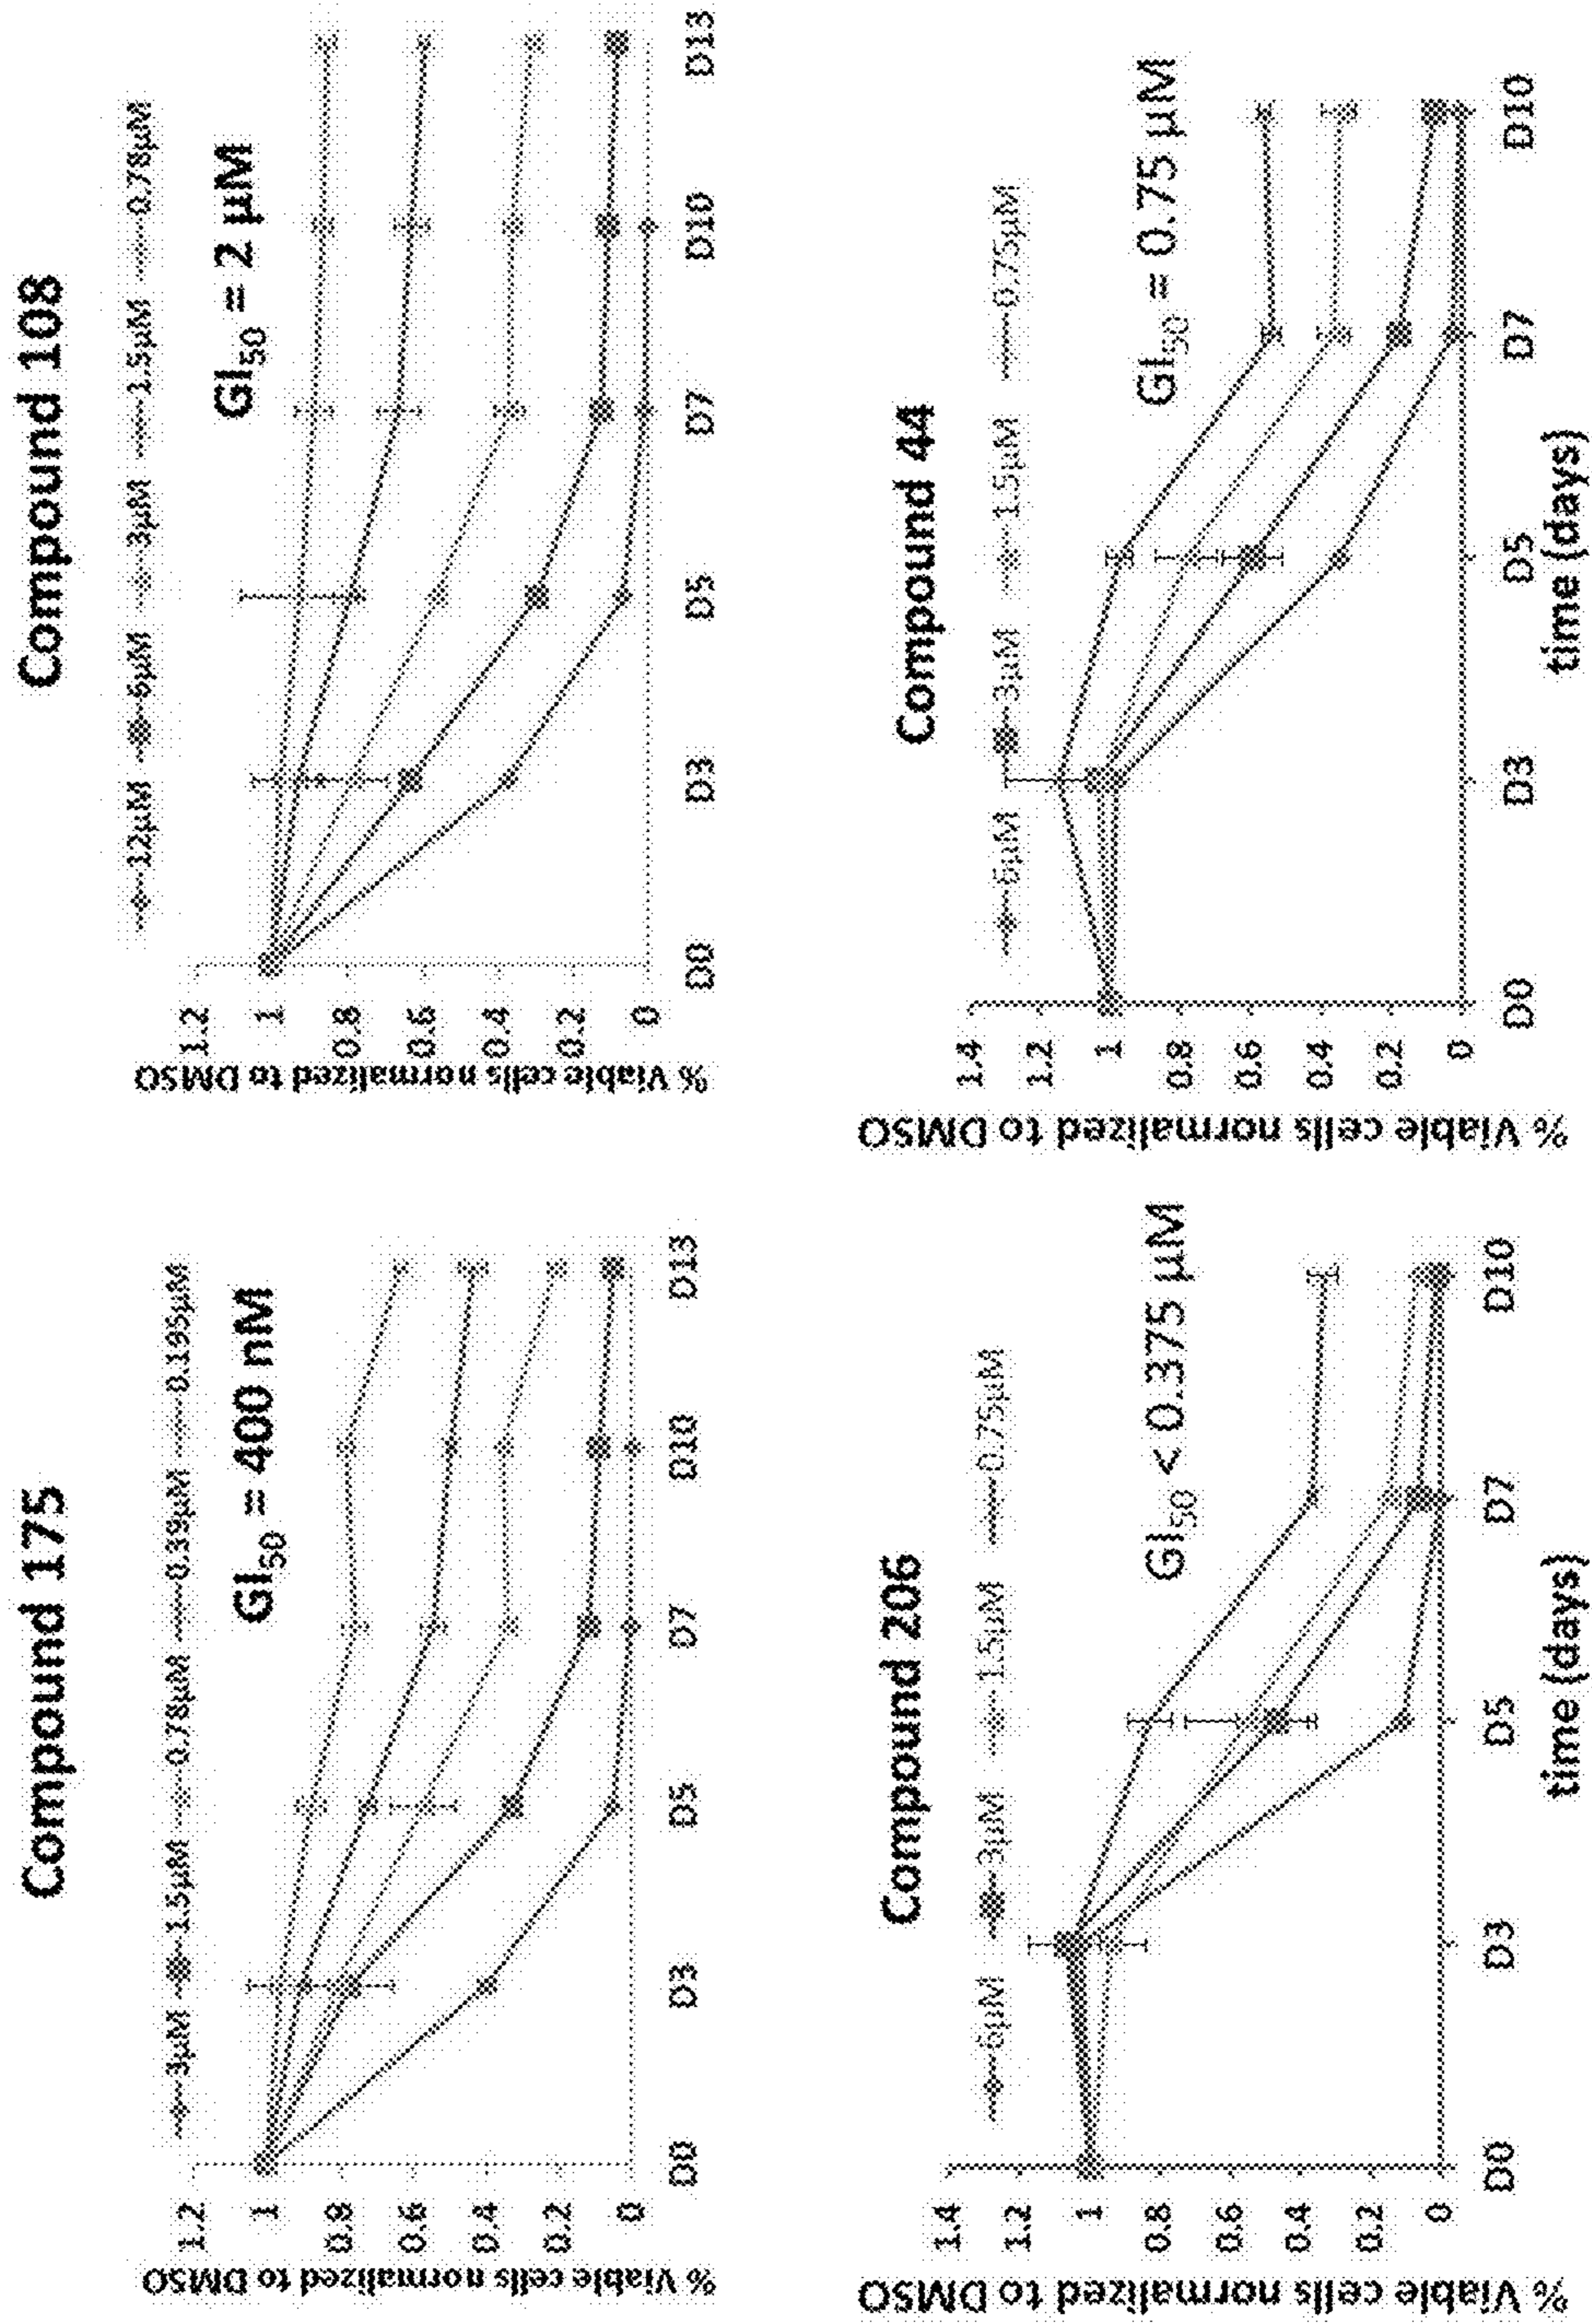 Compound 175
3µM 1.5µM 0.78µM 0.39µM 0.195µM
GI50 = 400 nM
% Viable cells normalized to DMSO
1.2
1
0.8
0.6
0.4
0.2
0
D0 D3 D5 D7 D10 D13
Compound 108
12µM 6µM 3µM 1.5µM 0.78µM
GI50 = 2 µM
% Viable cells normalized to DMSO
1.2
1
0.8
0.6
0.4
0.2
0
D0 D3 D5 D7 D10 D13
Compound 206
6µM 3µM 1.5µM 0.75µM
GI50 < 0.375 µM
% Viable cells normalized to DMSO
1.4
1.2
1
0.8
0.6
0.4
0.2
0
D0 D3 D5 D7 D10
time (days)
Compound 44
6µM 3µM 1.5µM 0.75µM
GI50 = 0.75 µM
% Viable cells normalized to DMSO
1.4
1.2
1
0.8
0.6
0.4
0.2
0
D0 D3 D5 D7 D10
time (days)